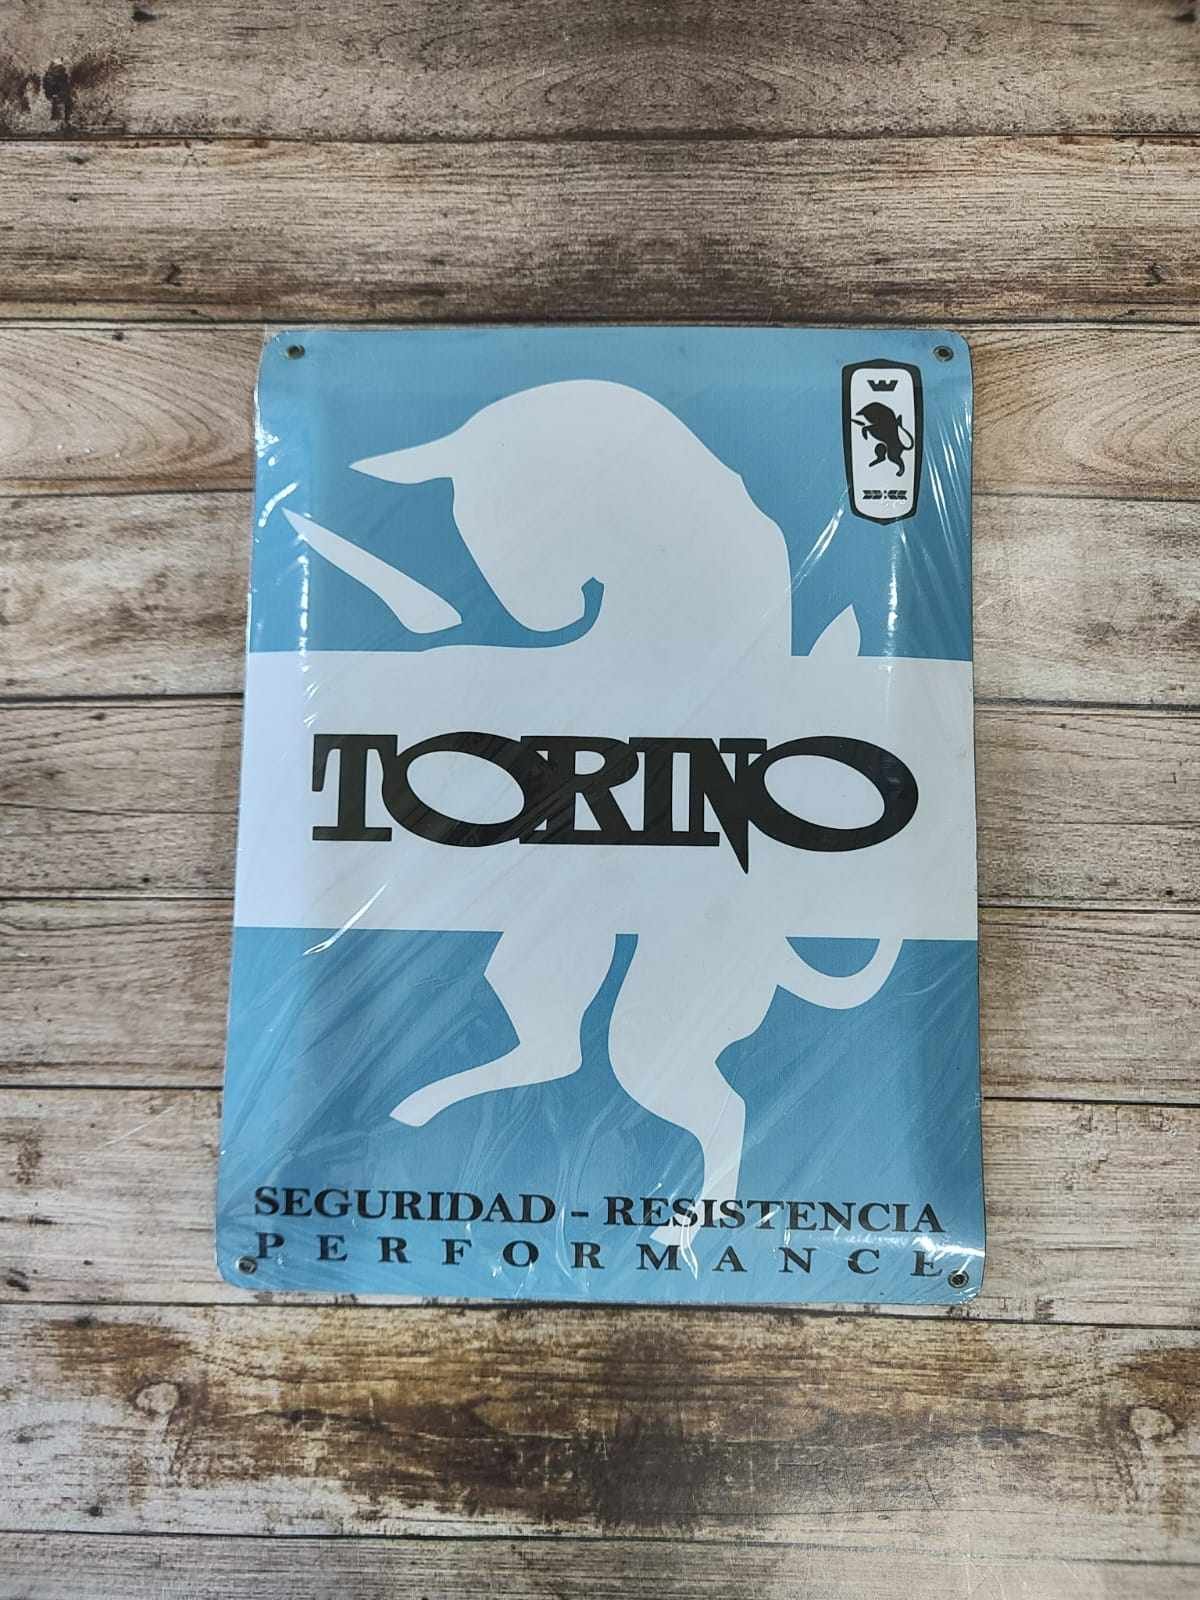 TORINO
SEGURIDAD - RESISTENCIA
PERFORMANCE